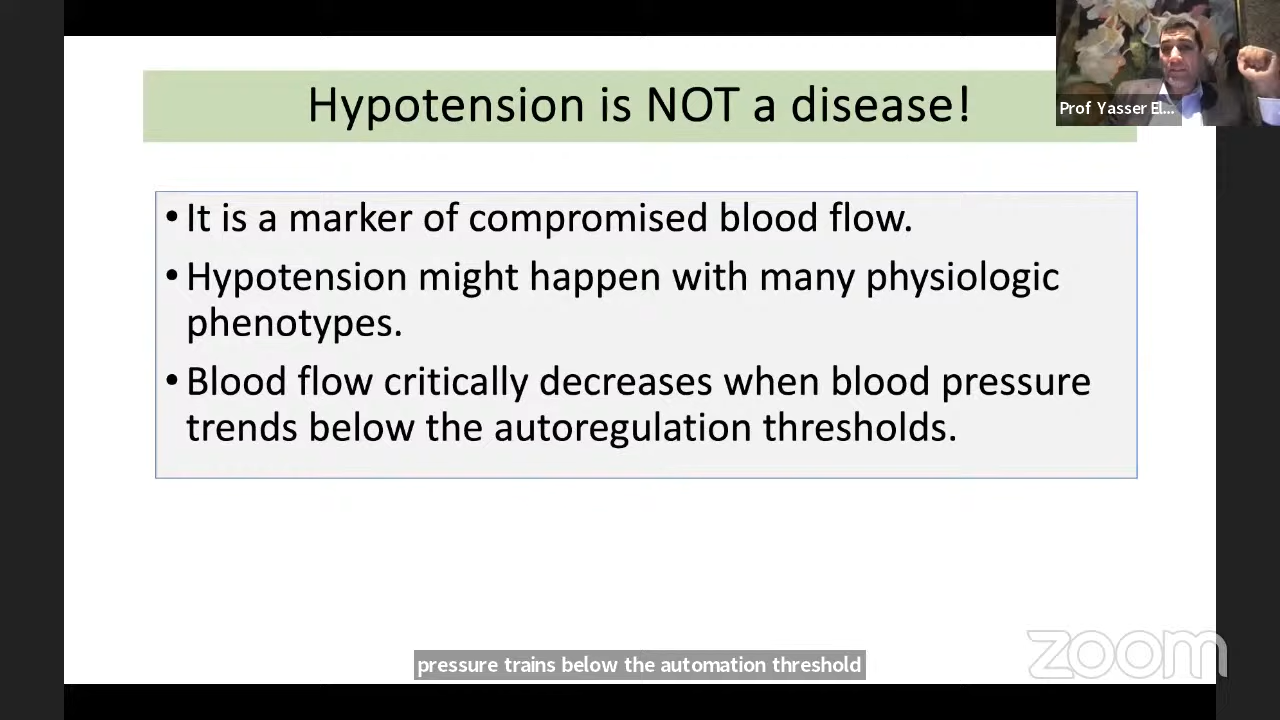 Hypotension is NOT a disease!
Prof Yasser El...
• It is a marker of compromised blood flow.
• Hypotension might happen with many physiologic
phenotypes.
• Blood flow critically decreases when blood pressure
trends below the autoregulation thresholds.
pressure trains below the automation threshold
zoom